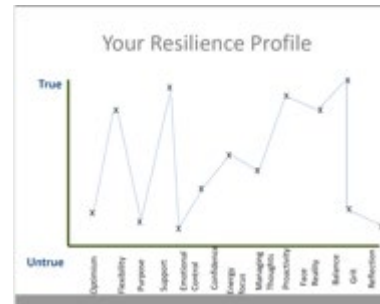 Your Resilience Profile
True
Untrue
Optimism
Flexibility
Purpose
Support
Emotional
Control
Confidence
Energy
focus
Managing
Thoughts
Proactivity
Face
Reality
Balance
Grit
Reflection